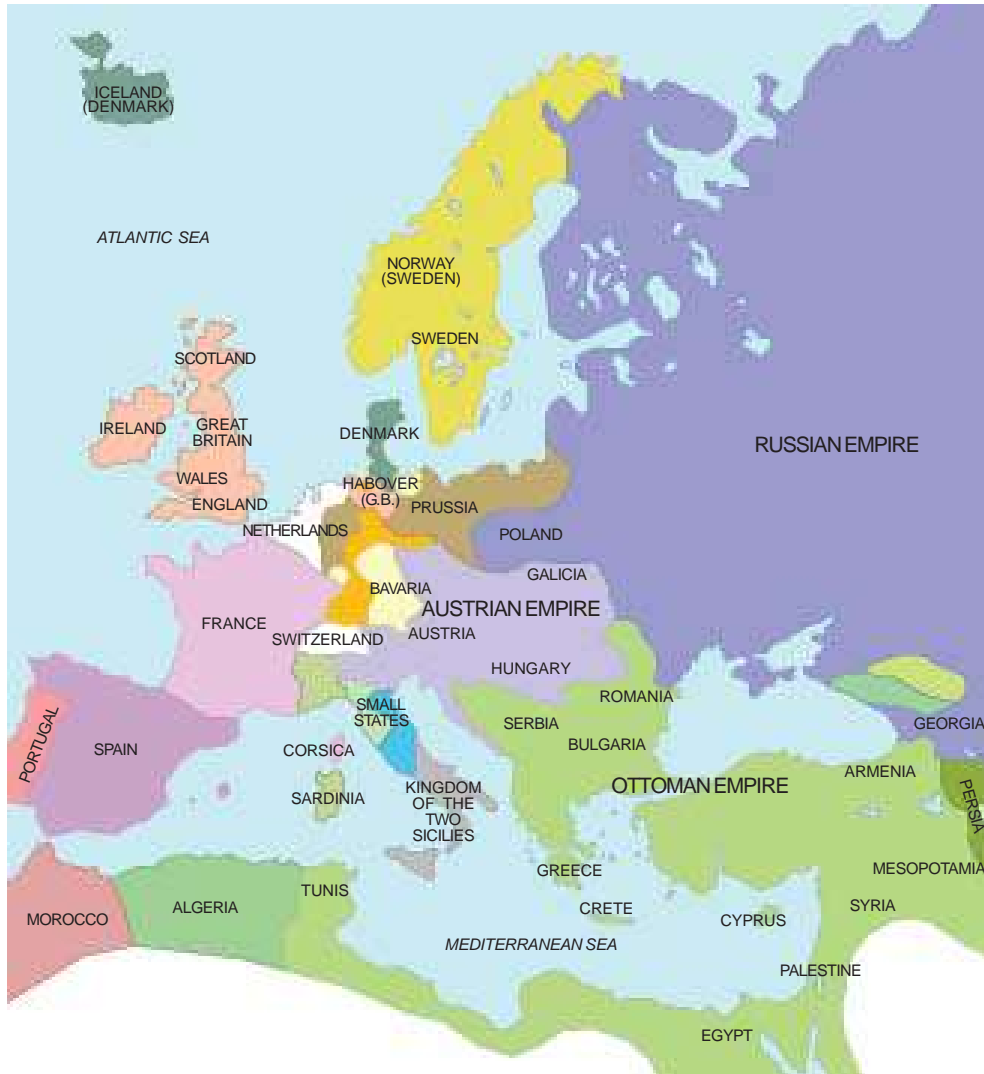 ICELAND
(DENMARK)
ATLANTIC SEA
NORWAY
(SWEDEN)
SWEDEN
SCOTLAND
IRELAND
GREAT
BRITAIN
DENMARK
RUSSIAN EMPIRE
WALES
HABOVER
(G.B.)
ENGLAND
PRUSSIA
NETHERLANDS
POLAND
GALICIA
BAVARIA
AUSTRIAN EMPIRE
FRANCE
SWITZERLAND
AUSTRIA
HUNGARY
ROMANIA
SMALL
STATES
PORTUGAL
SERBIA
GEORGIA
SPAIN
CORSICA
BULGARIA
ARMENIA
OTTOMAN EMPIRE
SARDINIA
KINGDOM
OF THE
TWO
SICILIES
PERSIA
GREECE
MESOPOTAMIA
TUNIS
ALGERIA
CRETE
SYRIA
MOROCCO
CYPRUS
MEDITERRANEAN SEA
PALESTINE
EGYPT